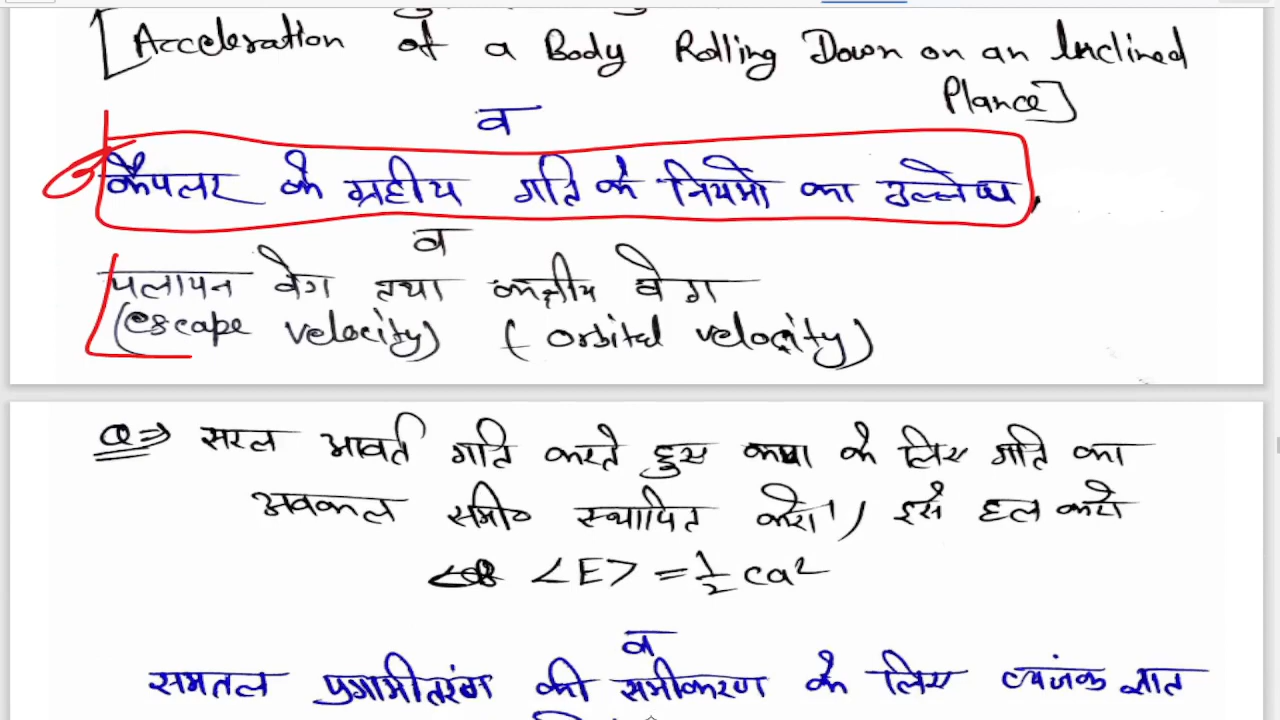 [Acceleration of a Body Rolling Down on an Inclined
Plance]
व
कैपलर के ग्रहीय गति के नियमो का उल्लेख
व
पलायन वेग तथा कक्षीय वेग
(escape velocity) (orbital velocity)
Q⇒ सरल आवर्त गति करते हुए कण के लिए गति का
अवकल समी० स्थापित करो, इसे हल करो
<E> = 1/2 ca²
व
समतल प्रगामी तरंग की समीकरण के लिए व्यंजक ज्ञात